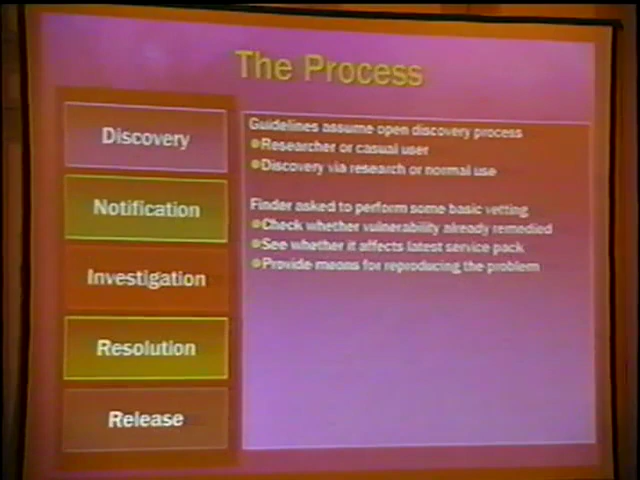 The Process
Discovery
Notification
Investigation
Resolution
Release
Guidelines assume open discovery process
Researcher or casual user
Discovery via research or normal use
Finder asked to perform some basic vetting
Check whether vulnerability already remedied
See whether it affects latest service pack
Provide means for reproducing the problem